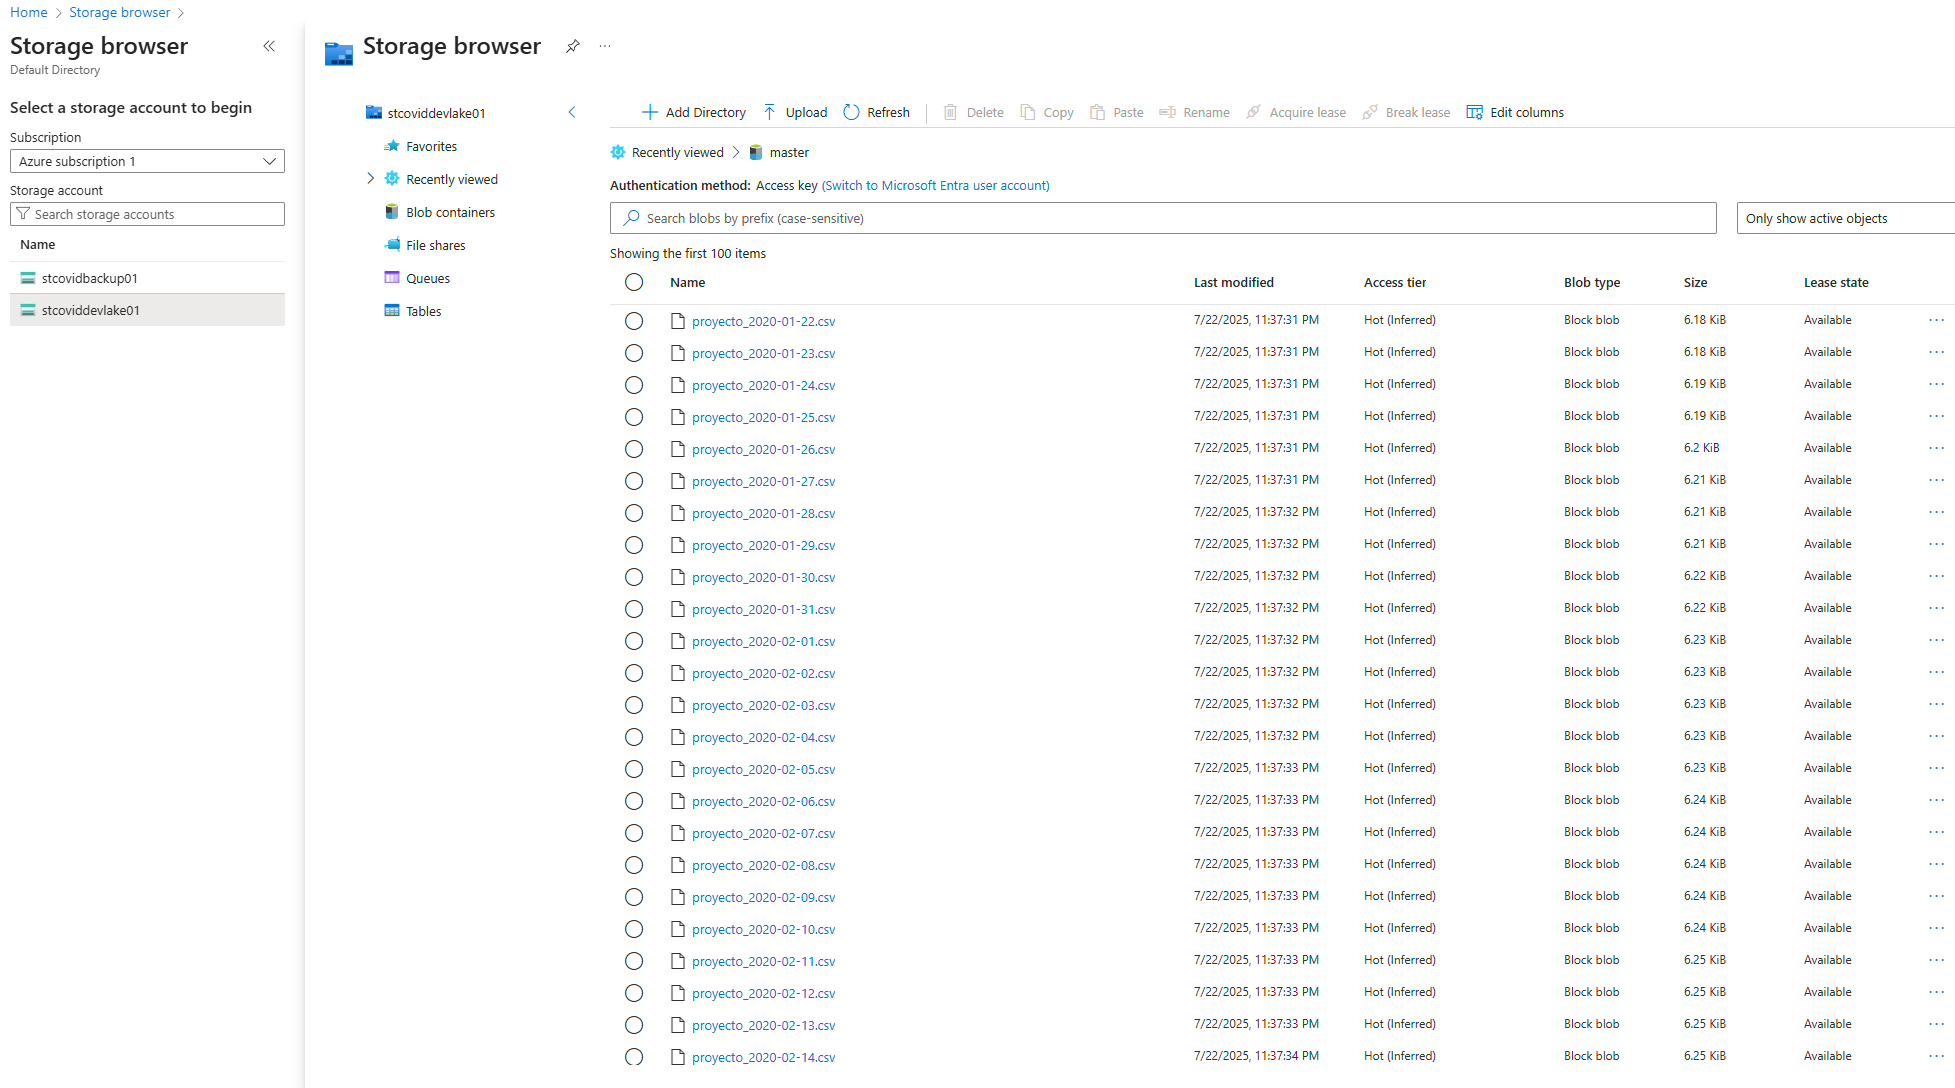 Home > Storage browser >
Storage browser
Default Directory
Select a storage account to begin
Subscription
Azure subscription 1
Storage account
Search storage accounts
Name
stcovidbackup01
stcoviddevlake01
Storage browser
stcoviddevlake01
Favorites
Recently viewed
Blob containers
File shares
Queues
Tables
Add Directory Upload Refresh Delete Copy Paste Rename Acquire lease Break lease Edit columns
Recently viewed > master
Authentication method: Access key (Switch to Microsoft Entra user account)
Search blobs by prefix (case-sensitive)
Only show active objects
Showing the first 100 items
Name Last modified Access tier Blob type Size Lease state
proyecto_2020-01-22.csv 7/22/2025, 11:37:31 PM Hot (Inferred) Block blob 6.18 KiB Available
proyecto_2020-01-23.csv 7/22/2025, 11:37:31 PM Hot (Inferred) Block blob 6.18 KiB Available
proyecto_2020-01-24.csv 7/22/2025, 11:37:31 PM Hot (Inferred) Block blob 6.19 KiB Available
proyecto_2020-01-25.csv 7/22/2025, 11:37:31 PM Hot (Inferred) Block blob 6.19 KiB Available
proyecto_2020-01-26.csv 7/22/2025, 11:37:31 PM Hot (Inferred) Block blob 6.2 KiB Available
proyecto_2020-01-27.csv 7/22/2025, 11:37:31 PM Hot (Inferred) Block blob 6.21 KiB Available
proyecto_2020-01-28.csv 7/22/2025, 11:37:32 PM Hot (Inferred) Block blob 6.21 KiB Available
proyecto_2020-01-29.csv 7/22/2025, 11:37:32 PM Hot (Inferred) Block blob 6.21 KiB Available
proyecto_2020-01-30.csv 7/22/2025, 11:37:32 PM Hot (Inferred) Block blob 6.22 KiB Available
proyecto_2020-01-31.csv 7/22/2025, 11:37:32 PM Hot (Inferred) Block blob 6.22 KiB Available
proyecto_2020-02-01.csv 7/22/2025, 11:37:32 PM Hot (Inferred) Block blob 6.23 KiB Available
proyecto_2020-02-02.csv 7/22/2025, 11:37:32 PM Hot (Inferred) Block blob 6.23 KiB Available
proyecto_2020-02-03.csv 7/22/2025, 11:37:32 PM Hot (Inferred) Block blob 6.23 KiB Available
proyecto_2020-02-04.csv 7/22/2025, 11:37:32 PM Hot (Inferred) Block blob 6.23 KiB Available
proyecto_2020-02-05.csv 7/22/2025, 11:37:33 PM Hot (Inferred) Block blob 6.23 KiB Available
proyecto_2020-02-06.csv 7/22/2025, 11:37:33 PM Hot (Inferred) Block blob 6.24 KiB Available
proyecto_2020-02-07.csv 7/22/2025, 11:37:33 PM Hot (Inferred) Block blob 6.24 KiB Available
proyecto_2020-02-08.csv 7/22/2025, 11:37:33 PM Hot (Inferred) Block blob 6.24 KiB Available
proyecto_2020-02-09.csv 7/22/2025, 11:37:33 PM Hot (Inferred) Block blob 6.24 KiB Available
proyecto_2020-02-10.csv 7/22/2025, 11:37:33 PM Hot (Inferred) Block blob 6.24 KiB Available
proyecto_2020-02-11.csv 7/22/2025, 11:37:33 PM Hot (Inferred) Block blob 6.25 KiB Available
proyecto_2020-02-12.csv 7/22/2025, 11:37:33 PM Hot (Inferred) Block blob 6.25 KiB Available
proyecto_2020-02-13.csv 7/22/2025, 11:37:33 PM Hot (Inferred) Block blob 6.25 KiB Available
proyecto_2020-02-14.csv 7/22/2025, 11:37:34 PM Hot (Inferred) Block blob 6.25 KiB Available